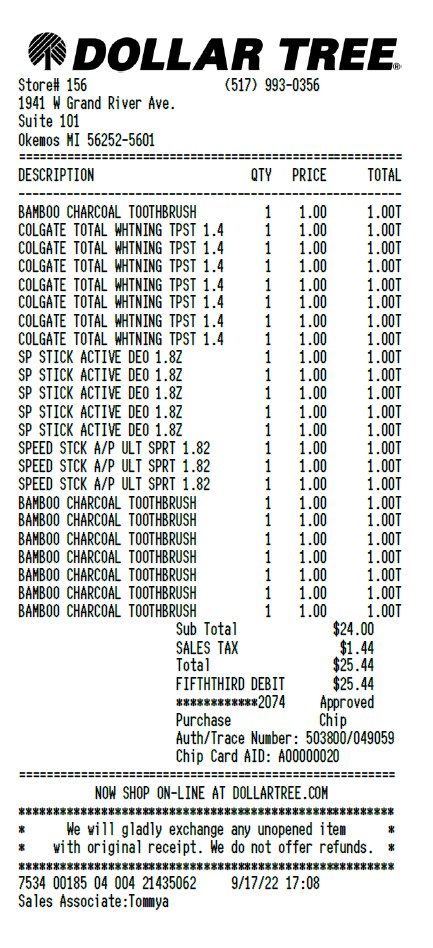 DOLLAR TREE®
Store# 156 (517) 993-0356
1941 W Grand River Ave.
Suite 101
Okemos MI 56252-5601
========================================================
DESCRIPTION QTY PRICE TOTAL
--------------------------------------------------------
BAMBOO CHARCOAL TOOTHBRUSH 1 1.00 1.00T
COLGATE TOTAL WHTNING TPST 1.4 1 1.00 1.00T
COLGATE TOTAL WHTNING TPST 1.4 1 1.00 1.00T
COLGATE TOTAL WHTNING TPST 1.4 1 1.00 1.00T
COLGATE TOTAL WHTNING TPST 1.4 1 1.00 1.00T
COLGATE TOTAL WHTNING TPST 1.4 1 1.00 1.00T
COLGATE TOTAL WHTNING TPST 1.4 1 1.00 1.00T
COLGATE TOTAL WHTNING TPST 1.4 1 1.00 1.00T
SP STICK ACTIVE DEO 1.8Z 1 1.00 1.00T
SP STICK ACTIVE DEO 1.8Z 1 1.00 1.00T
SP STICK ACTIVE DEO 1.8Z 1 1.00 1.00T
SP STICK ACTIVE DEO 1.8Z 1 1.00 1.00T
SP STICK ACTIVE DEO 1.8Z 1 1.00 1.00T
SPEED STCK A/P ULT SPRT 1.82 1 1.00 1.00T
SPEED STCK A/P ULT SPRT 1.82 1 1.00 1.00T
SPEED STCK A/P ULT SPRT 1.82 1 1.00 1.00T
BAMBOO CHARCOAL TOOTHBRUSH 1 1.00 1.00T
BAMBOO CHARCOAL TOOTHBRUSH 1 1.00 1.00T
BAMBOO CHARCOAL TOOTHBRUSH 1 1.00 1.00T
BAMBOO CHARCOAL TOOTHBRUSH 1 1.00 1.00T
BAMBOO CHARCOAL TOOTHBRUSH 1 1.00 1.00T
BAMBOO CHARCOAL TOOTHBRUSH 1 1.00 1.00T
BAMBOO CHARCOAL TOOTHBRUSH 1 1.00 1.00T
Sub Total $24.00
SALES TAX $1.44
Total $25.44
FIFTHTHIRD DEBIT $25.44
************2074 Approved
Purchase Chip
Auth/Trace Number: 503800/049059
Chip Card AID: A00000020
=======================================================
NOW SHOP ON-LINE AT DOLLARTREE.COM
*******************************************************
* We will gladly exchange any unopened item *
* with original receipt. We do not offer refunds. *
*******************************************************
7534 00185 04 004 21435062 9/17/22 17:08
Sales Associate:Tommya